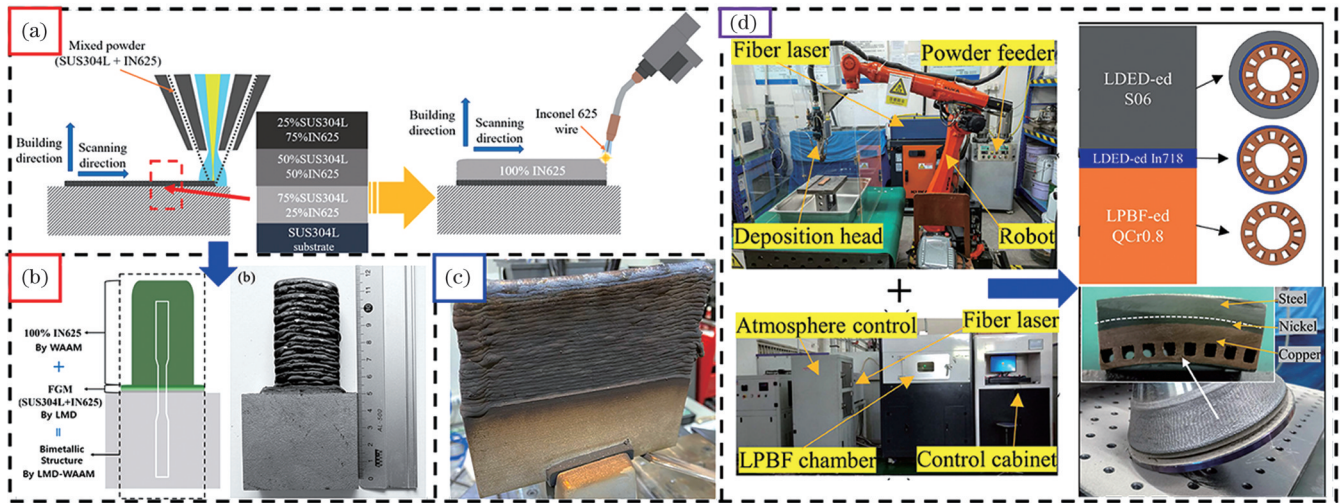 (a)
Mixed powder
(SUS304L + IN625)
Building
direction
Scanning
direction
25%SUS304L
75%IN625
50%SUS304L
50%IN625
75%SUS304L
25%IN625
SUS304L
substrate
Building
direction
Scanning
direction
100% IN625
Inconel 625
wire
(b)
100% IN625
By WAAM
+
FGM
(SUS304L+IN625)
By LMD
=
Bimetallic
Structure
By LMD-WAAM
(b)
(c)
(d)
Fiber laser
Powder feeder
Deposition head
Robot
+
Atmosphere control
Fiber laser
LPBF chamber
Control cabinet
LDED-ed
S06
LDED-ed In718
LPBF-ed
QCr0.8
Steel
Nickel
Copper